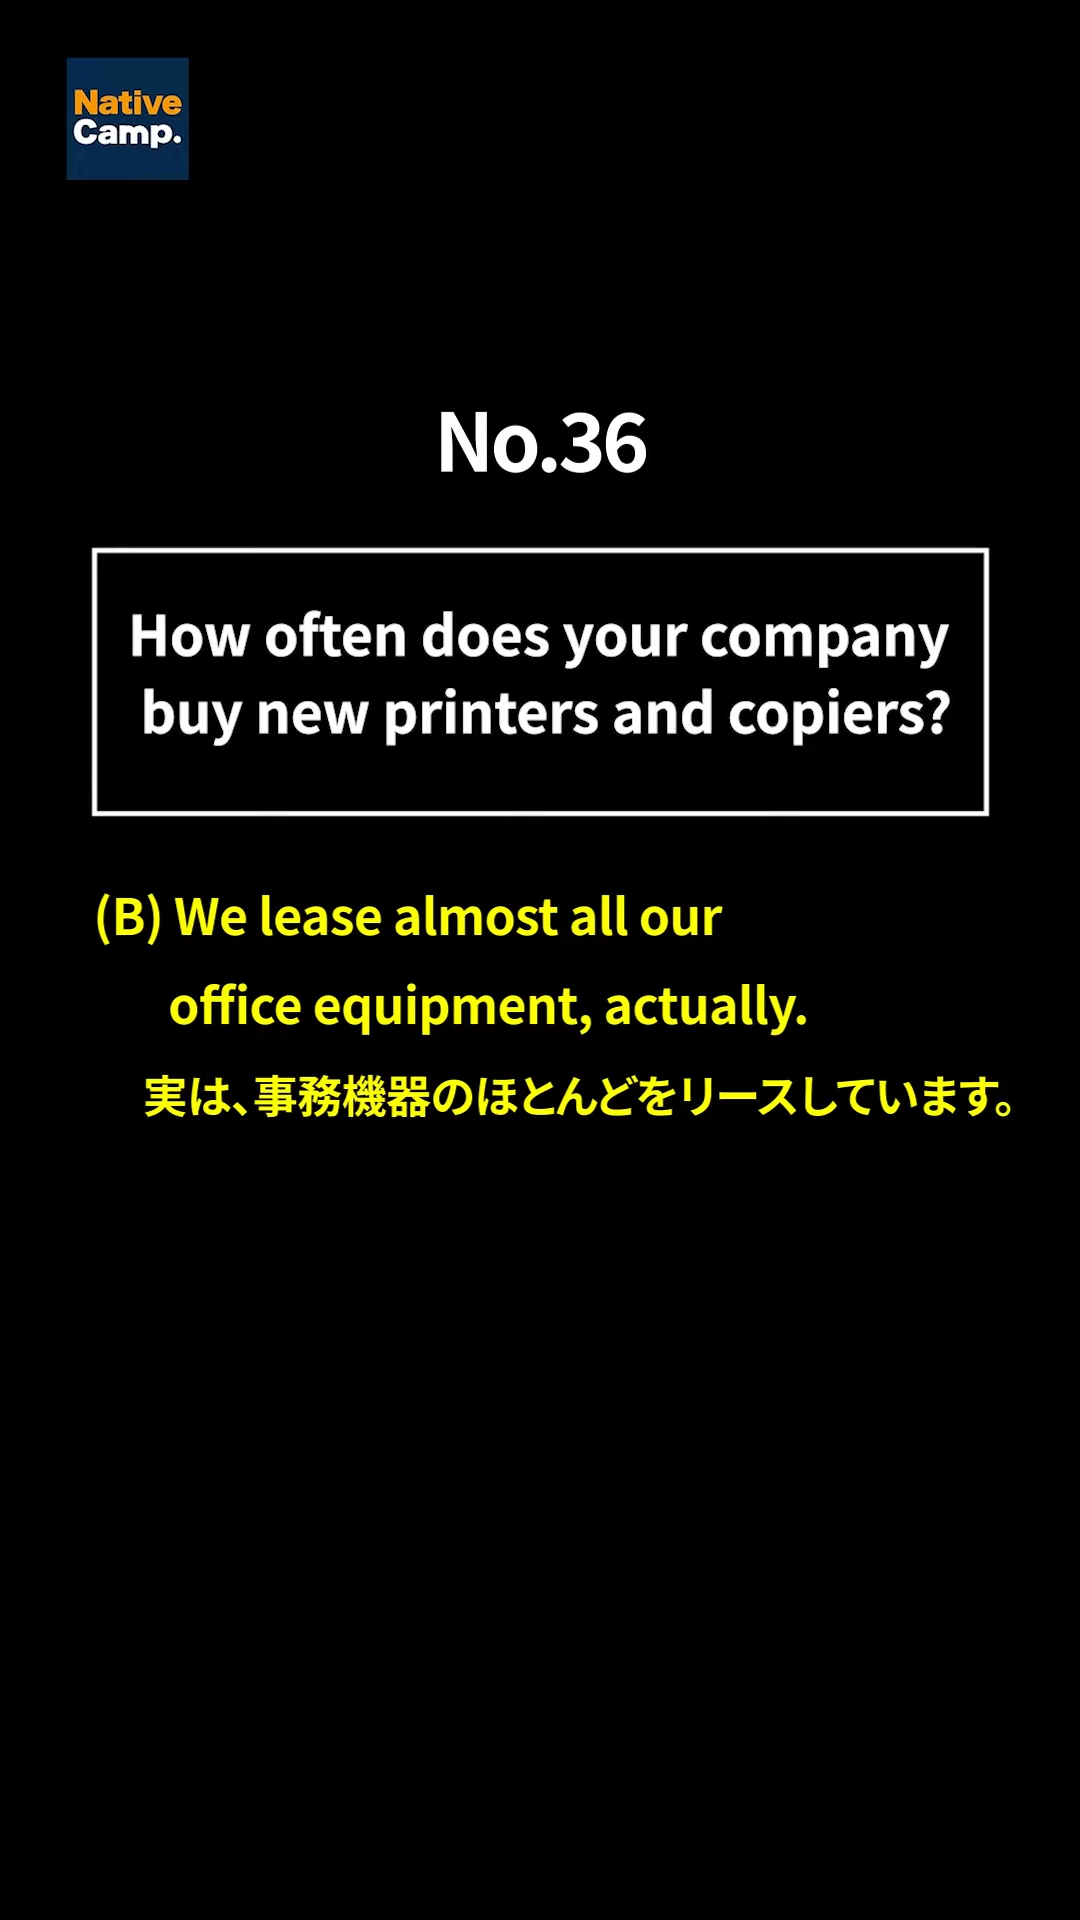 Native
Camp.
No.36
How often does your company
buy new printers and copiers?
(B) We lease almost all our
office equipment, actually.
実は、事務機器のほとんどをリースしています。